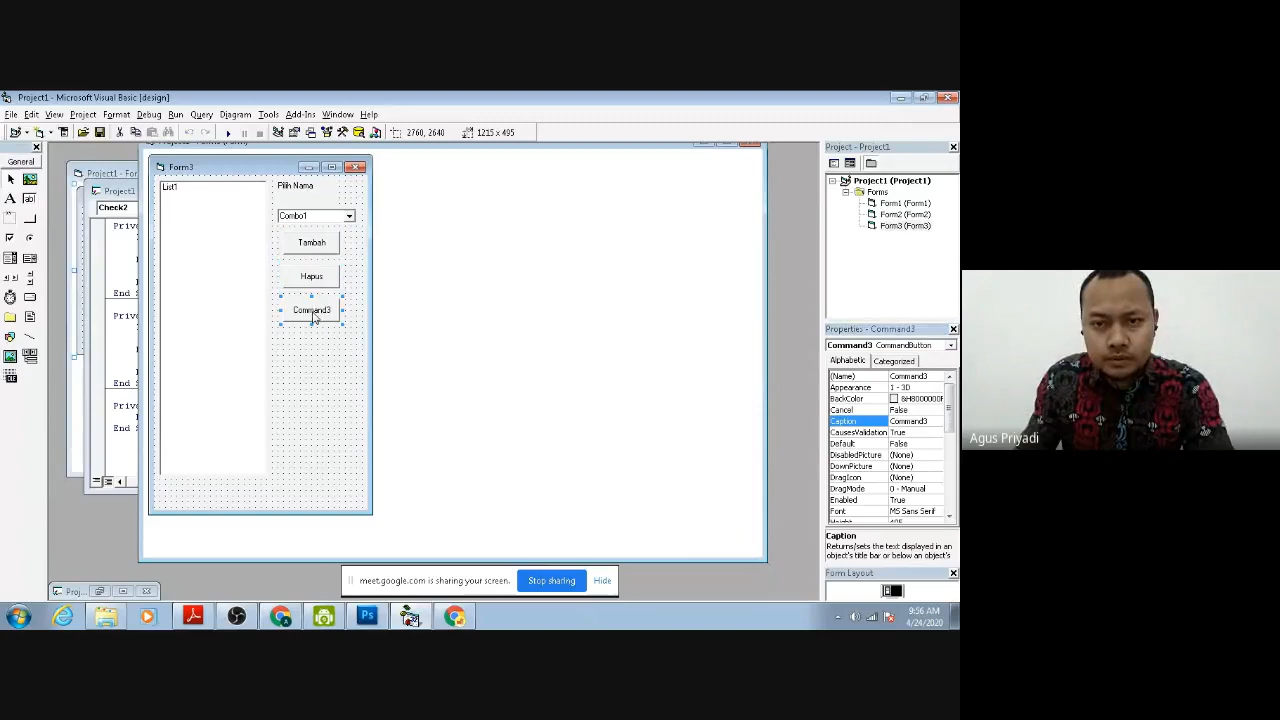 Project1 - Microsoft Visual Basic [design]
File Edit View Project Format Debug Run Query Diagram Tools Add-Ins Window Help
2760, 2640 1215 x 495
General
Project1 - For
Project1
Check2
Priv
End S
Priv
End S
Priv
End S
Form3
List1
Pilih Nama
Combo1
Tambah
Hapus
Command3
Project - Project1
Project1 (Project1)
Forms
Form1 (Form1)
Form2 (Form2)
Form3 (Form3)
Properties - Command3
Command3 CommandButton
Alphabetic Categorized
(Name) Command3
Appearance 1 - 3D
BackColor &H8000000F
Cancel False
Caption Command3
CausesValidation True
Default False
DisabledPicture (None)
DownPicture (None)
DragIcon (None)
DragMode 0 - Manual
Enabled True
Font MS Sans Serif
Height 495
Caption
Returns/sets the text displayed in an
object's title bar or below an object's
Form Layout
Proj...
meet.google.com is sharing your screen. Stop sharing Hide
9:56 AM
4/24/2020
Agus Priyadi